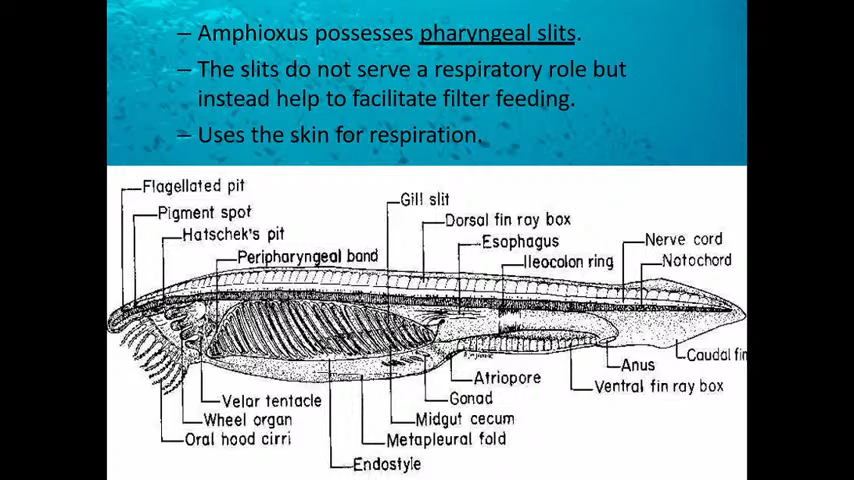 – Amphioxus possesses pharyngeal slits.
– The slits do not serve a respiratory role but
instead help to facilitate filter feeding.
– Uses the skin for respiration.
Flagellated pit
Gill slit
Pigment spot
Dorsal fin ray box
Hatschek's pit
Esophagus
Nerve cord
Peripharyngeal band
Ileocolon ring
Notochord
Caudal fin
Anus
Atriopore
Ventral fin ray box
Velar tentacle
Gonad
Wheel organ
Midgut cecum
Oral hood cirri
Metapleural fold
Endostyle